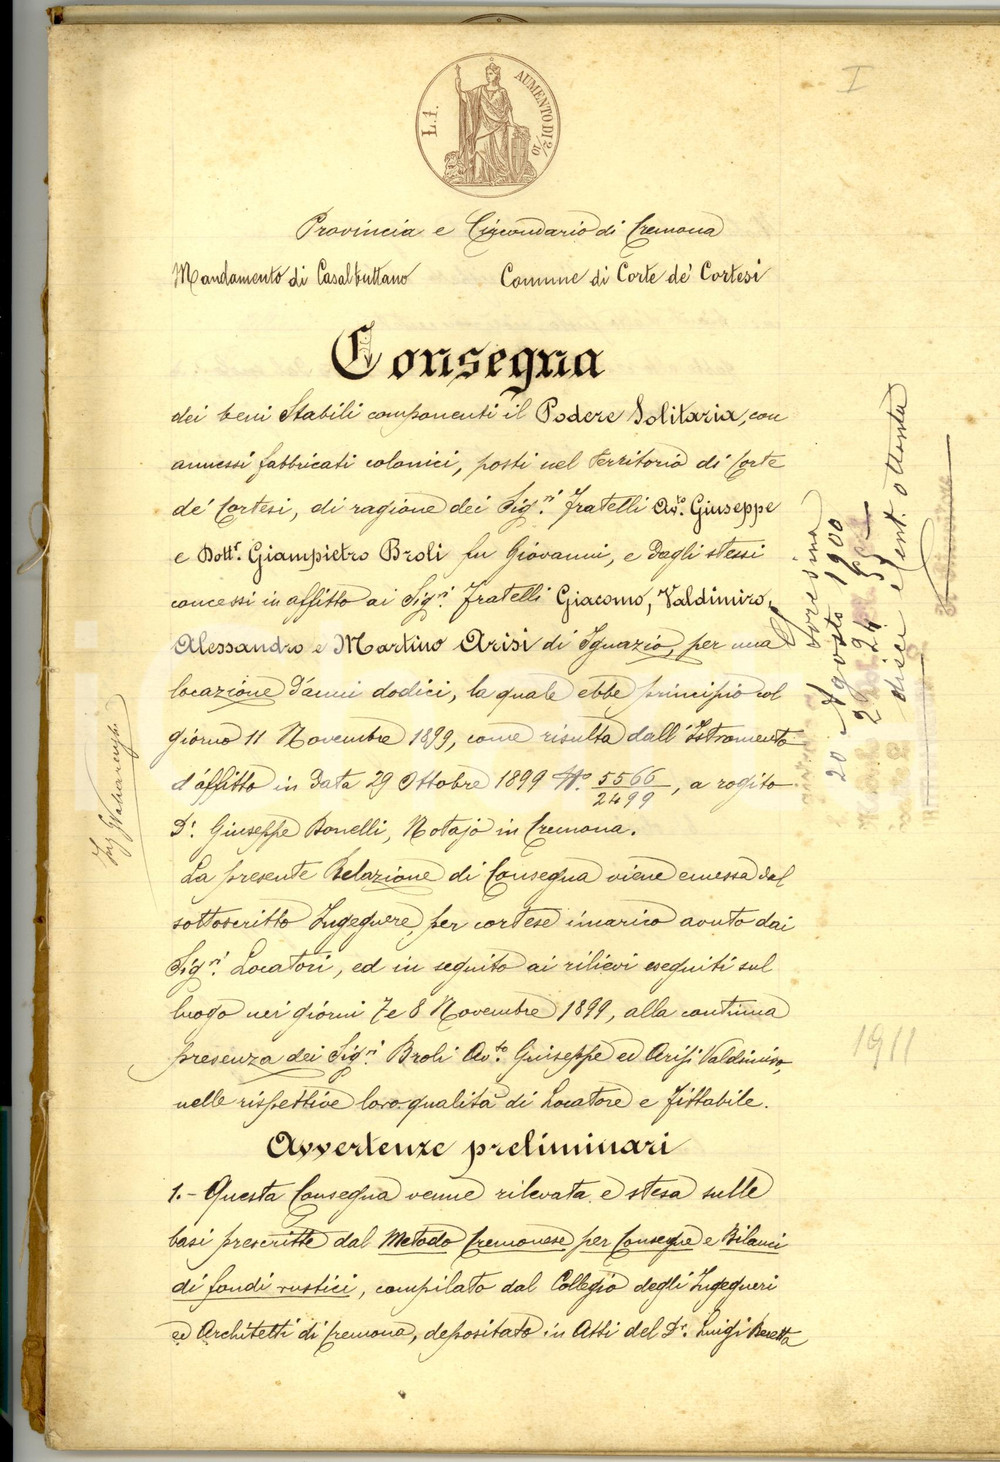 L. 1.
AUMENTO DI 2/10
I
Provincia e Circondario di Cremona
Mandamento di Casalbuttano Comune di Corte de' Cortesi
Consegna
dei beni Stabili componenti il Podere Solitaria, con
annessi fabbricati colonici, posti nel territorio di Corte
de' Cortesi, di ragione dei Sig.ri Fratelli Av.to Giuseppe
e Dott.r Giampietro Broli fu Giovanni, e dagli stessi
concessi in affitto ai Sig.ri Fratelli Giacomo, Valdimiro,
Alessandro e Martino Arisi di Ignazio, per una
locazione d'anni dodici, la quale ebbe principio col
giorno 11 Novembre 1899, come risulta dall'Istromento
d'affitto in data 29 Ottobre 1899 N.o 5566/2499, a rogito
D.r Giuseppe Bonelli, Notajo in Cremona.
La presente Relazione di Consegna viene emessa dal
sottoscritto Ingegnere, per cortese incarico avuto dai
Sig.ri Locatori, ed in seguito ai rilievi eseguiti sul
luogo nei giorni 7 e 8 Novembre 1899, alla continua
presenza dei Sig.ri Broli Av.to Giuseppe ed Arisi Valdimiro,
nelle rispettive loro qualità di Locatore e Fittabile.
Avvertenze preliminari
1.- Questa Consegna venne rilevata e stesa sulle
basi prescritte dal Metodo Cremonese per Consegne e Bilanci
di fondi rustici, compilato dal Collegio degli Ingegneri
ed Architetti di Cremona, depositato in Atti del D.r Luigi Beretta
Soresina
20 Agosto 1900
2 24
dieci e Cent. ottanta
1911